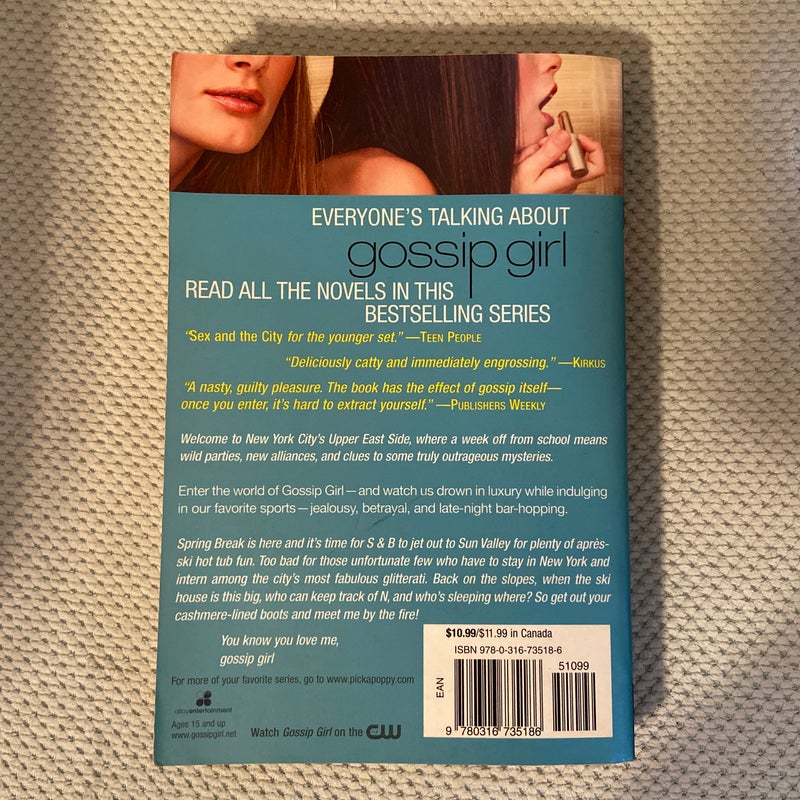 EVERYONE'S TALKING ABOUT
gossip girl
READ ALL THE NOVELS IN THIS
BESTSELLING SERIES
"Sex and the City for the younger set." —TEEN PEOPLE
"Deliciously catty and immediately engrossing." —KIRKUS
"A nasty, guilty pleasure. The book has the effect of gossip itself—
once you enter, it's hard to extract yourself." —PUBLISHERS WEEKLY
Welcome to New York City's Upper East Side, where a week off from school means
wild parties, new alliances, and clues to some truly outrageous mysteries.
Enter the world of Gossip Girl—and watch us drown in luxury while indulging
in our favorite sports—jealousy, betrayal, and late-night bar-hopping.
Spring Break is here and it's time for S & B to jet out to Sun Valley for plenty of après-
ski hot tub fun. Too bad for those unfortunate few who have to stay in New York and
intern among the city's most fabulous glitterati. Back on the slopes, when the ski
house is this big, who can keep track of N, and who's sleeping where? So get out your
cashmere-lined boots and meet me by the fire!
You know you love me,
gossip girl
For more of your favorite series, go to www.pickapoppy.com
alloyentertainment
Ages 15 and up
www.gossipgirl.net
Watch Gossip Girl on the CW
$10.99/$11.99 in Canada
ISBN 978-0-316-73518-6
51099
EAN
9 780316 735186